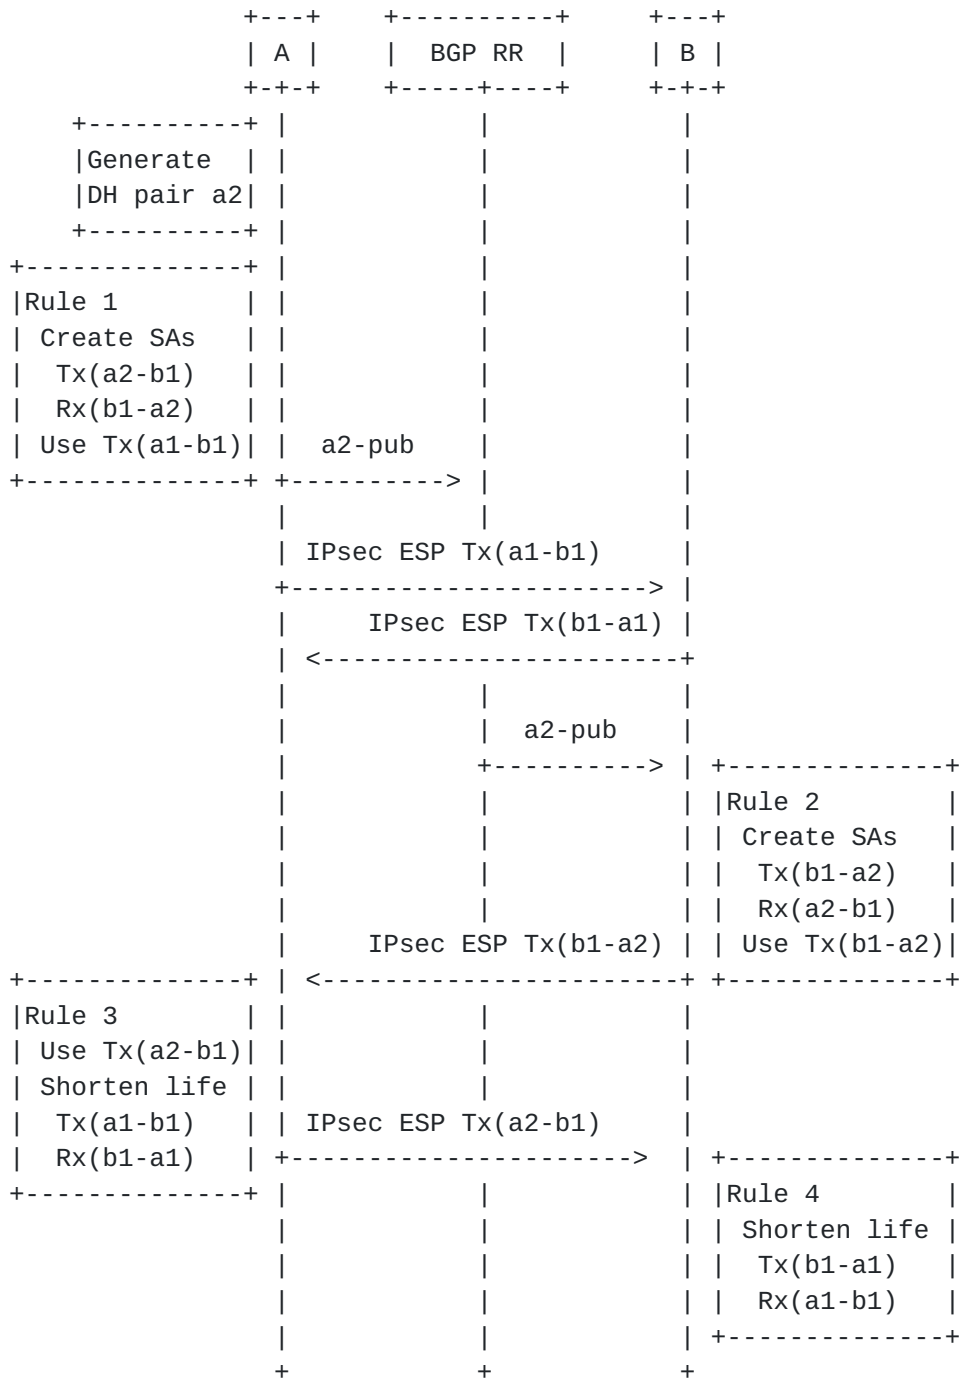 A BGP RR B
Generate
DH pair a2
Rule 1
Create SAs
Tx(a2-b1)
Rx(b1-a2)
Use Tx(a1-b1) a2-pub
IPsec ESP Tx(a1-b1)
IPsec ESP Tx(b1-a1)
a2-pub
Rule 2
Create SAs
Tx(b1-a2)
Rx(a2-b1)
IPsec ESP Tx(b1-a2) Use Tx(b1-a2)
Rule 3
Use Tx(a2-b1)
Shorten life
Tx(a1-b1) IPsec ESP Tx(a2-b1)
Rx(b1-a1)
Rule 4
Shorten life
Tx(b1-a1)
Rx(a1-b1)